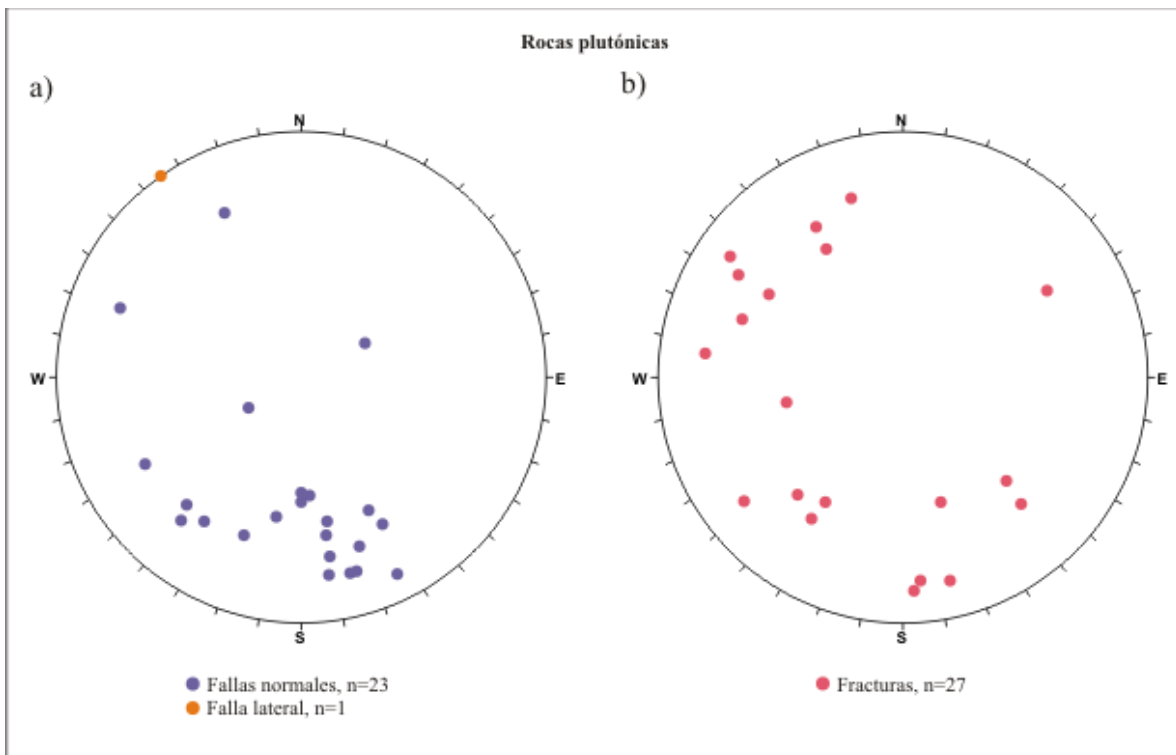 Rocas plutónicas
a)
b)
N
N
W
E
W
E
S
S
Fallas normales, n=23
Falla lateral, n=1
Fracturas, n=27